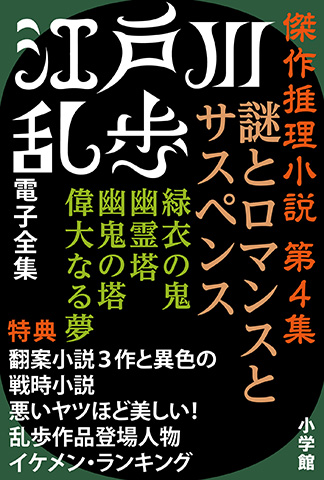 江戸川
乱歩
電子全集
傑作推理小説 第4集
謎とロマンスと
サスペンス
緑衣の鬼
幽霊塔
幽鬼の塔
偉大なる夢
特典
翻案小説3作と異色の
戦時小説
悪いヤツほど美しい!
乱歩作品登場人物
イケメン・ランキング
小学館